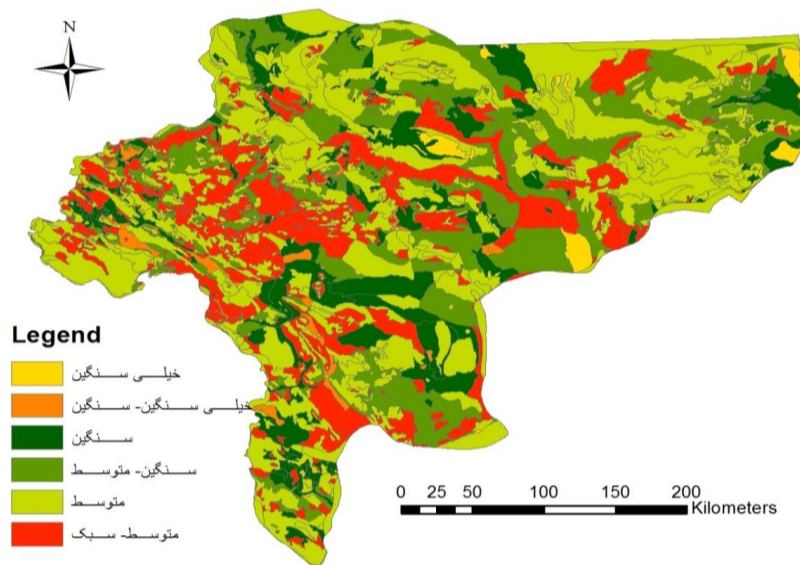 N
Legend
خیلی سنگین
خیلی سنگین- سنگین
سنگین
سنگین- متوسط
متوسط
متوسط- سبک
0 25 50 100 150 200
Kilometers